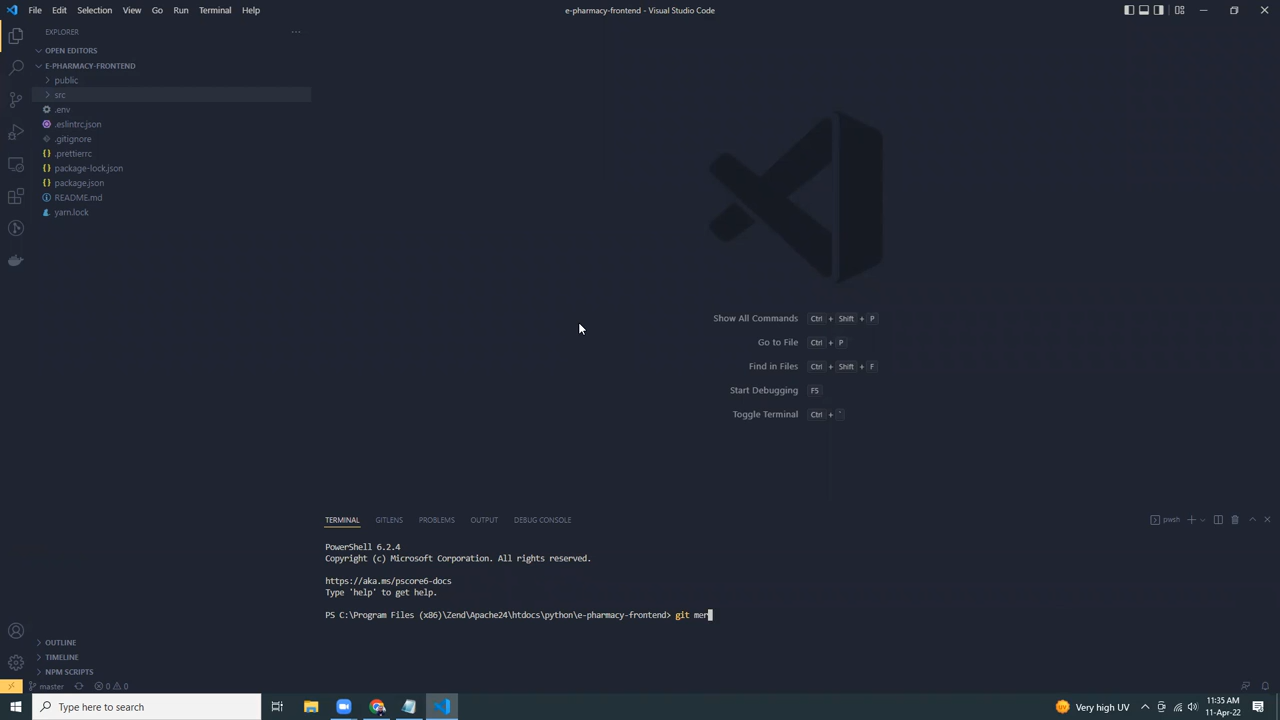 File Edit Selection View Go Run Terminal Help
e-pharmacy-frontend - Visual Studio Code
EXPLORER
OPEN EDITORS
E-PHARMACY-FRONTEND
public
src
.env
.eslintrc.json
.gitignore
.prettierrc
package-lock.json
package.json
README.md
yarn.lock
Show All Commands Ctrl + Shift + P
Go to File Ctrl + P
Find in Files Ctrl + Shift + F
Start Debugging F5
Toggle Terminal Ctrl + `
TERMINAL GITLENS PROBLEMS OUTPUT DEBUG CONSOLE
pwsh
PowerShell 6.2.4
Copyright (c) Microsoft Corporation. All rights reserved.
https://aka.ms/pscore6-docs
Type 'help' to get help.
PS C:\Program Files (x86)\Zend\Apache24\htdocs\python\e-pharmacy-frontend> git mer
OUTLINE
TIMELINE
NPM SCRIPTS
master 0 0
Type here to search
Very high UV
11:35 AM
11-Apr-22